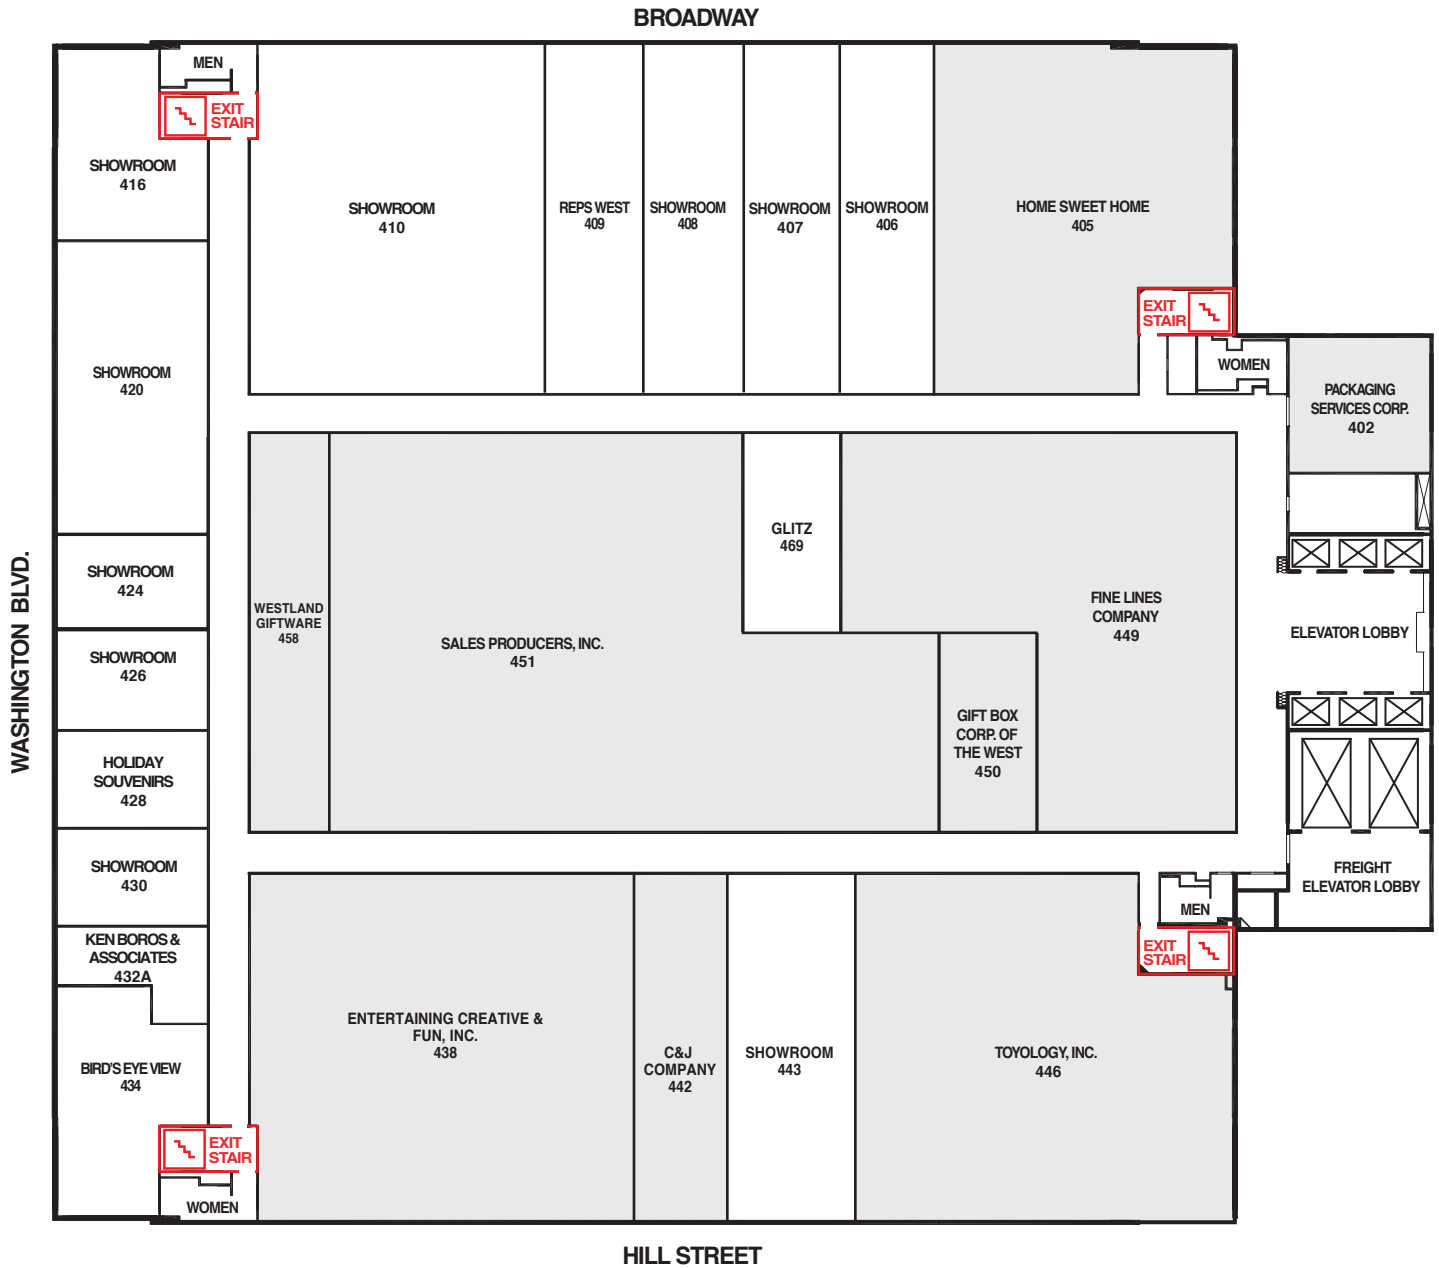 BROADWAY
MEN
EXIT
STAIR
SHOWROOM
416
SHOWROOM
410
REPS WEST
409
SHOWROOM
408
SHOWROOM
407
SHOWROOM
406
HOME SWEET HOME
405
EXIT
STAIR
WOMEN
PACKAGING
SERVICES CORP.
402
SHOWROOM
420
WASHINGTON BLVD.
SHOWROOM
424
SHOWROOM
426
HOLIDAY
SOUVENIRS
428
SHOWROOM
430
KEN BOROS &
ASSOCIATES
432A
BIRD'S EYE VIEW
434
WESTLAND
GIFTWARE
458
SALES PRODUCERS, INC.
451
GLITZ
469
FINE LINES
COMPANY
449
GIFT BOX
CORP. OF
THE WEST
450
ELEVATOR LOBBY
FREIGHT
ELEVATOR LOBBY
MEN
EXIT
STAIR
ENTERTAINING CREATIVE &
FUN, INC.
438
C&J
COMPANY
442
SHOWROOM
443
TOYOLOGY, INC.
446
EXIT
STAIR
WOMEN
HILL STREET